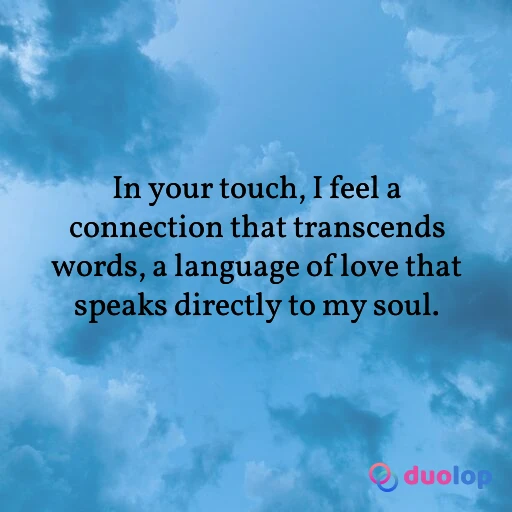 In your touch, I feel a
connection that transcends
words, a language of love that
speaks directly to my soul.
duolop